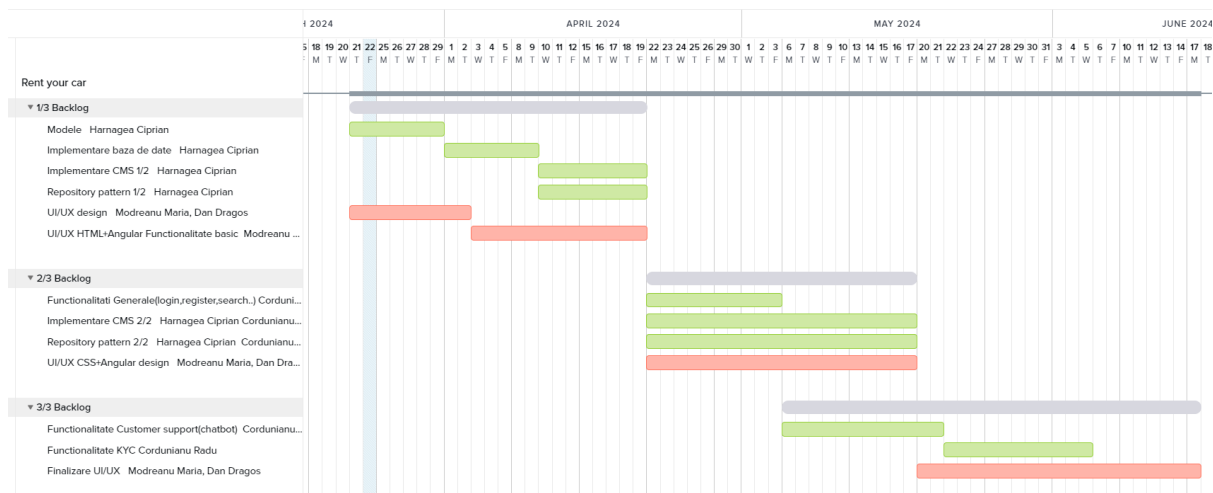 H 2024 APRIL 2024 MAY 2024 JUNE 2024
18 19 20 21 22 25 26 27 28 29 1 2 3 4 5 8 9 10 11 12 15 16 17 18 19 22 23 24 25 26 29 30 1 2 3 6 7 8 9 10 13 14 15 16 17 20 21 22 23 24 27 28 29 30 31 3 4 5 6 7 10 11 12 13 14 17 18
M T W T F M T W T F M T W T F M T W T F M T W T F M T W T F M T W T F M T W T F M T W T F M T W T F M T W T F M T W T F M T W T F M T
Rent your car
1/3 Backlog
Modele Harnagea Ciprian
Implementare baza de date Harnagea Ciprian
Implementare CMS 1/2 Harnagea Ciprian
Repository pattern 1/2 Harnagea Ciprian
UI/UX design Modreanu Maria, Dan Dragos
UI/UX HTML+Angular Functionalitate basic Modreanu ...
2/3 Backlog
Functionalitati Generale(login,register,search..) Corduni...
Implementare CMS 2/2 Harnagea Ciprian Cordunianu...
Repository pattern 2/2 Harnagea Ciprian Cordunianu...
UI/UX CSS+Angular design Modreanu Maria, Dan Dra...
3/3 Backlog
Functionalitate Customer support(chatbot) Cordunianu...
Functionalitate KYC Cordunianu Radu
Finalizare UI/UX Modreanu Maria, Dan Dragos